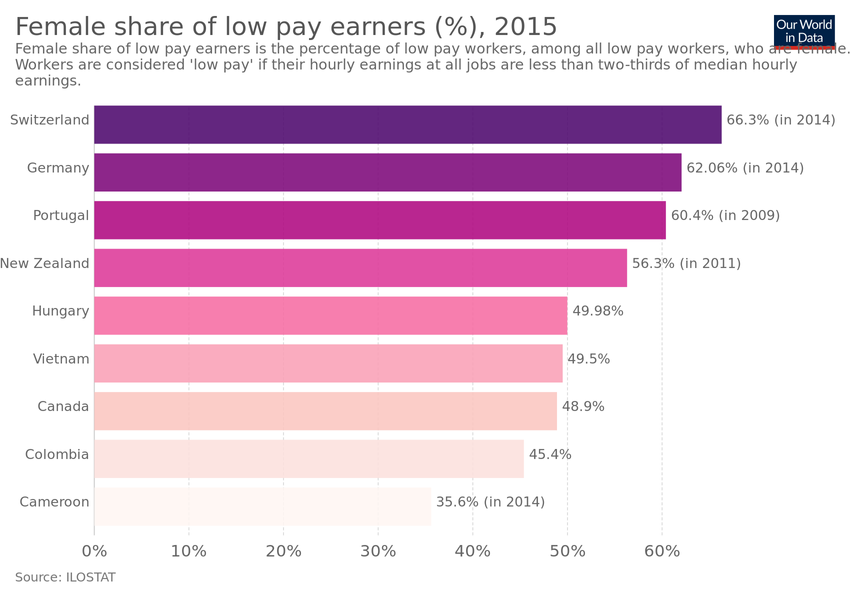 Female share of low pay earners (%), 2015
Our World
in Data
Female share of low pay earners is the percentage of low pay workers, among all low pay workers, who are female.
Workers are considered 'low pay' if their hourly earnings at all jobs are less than two-thirds of median hourly
earnings.
Switzerland 66.3% (in 2014)
Germany 62.06% (in 2014)
Portugal 60.4% (in 2009)
New Zealand 56.3% (in 2011)
Hungary 49.98%
Vietnam 49.5%
Canada 48.9%
Colombia 45.4%
Cameroon 35.6% (in 2014)
0% 10% 20% 30% 40% 50% 60%
Source: ILOSTAT